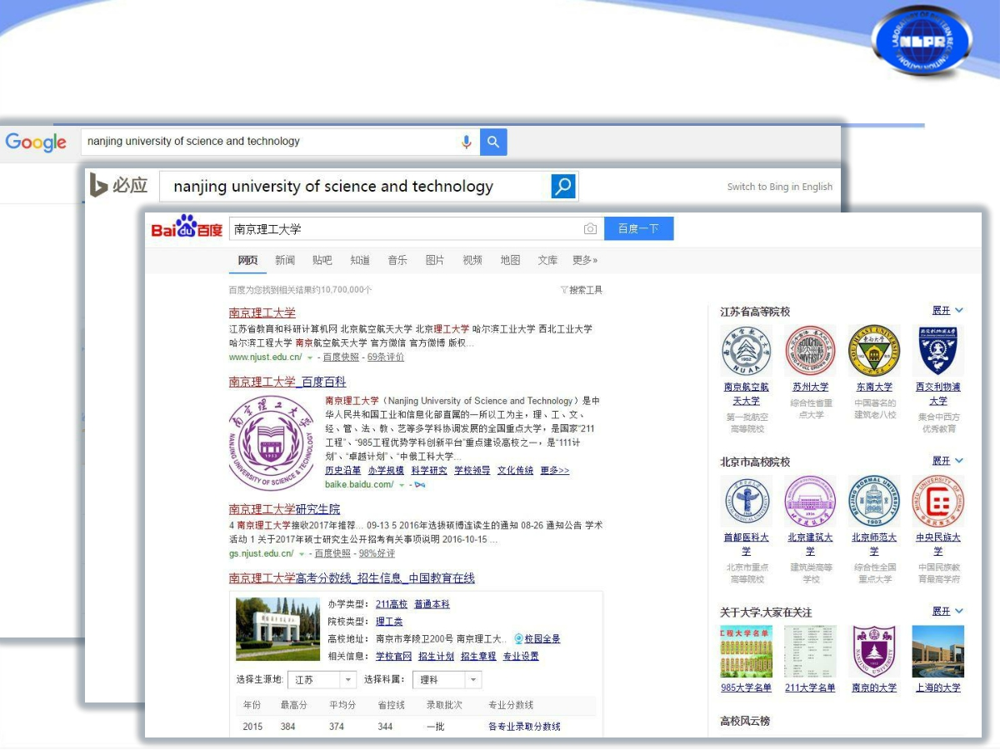 NLPR
NATIONAL LABORATORY OF PATTERN RECOGNITION
Google
nanjing university of science and technology
必应
nanjing university of science and technology
Switch to Bing in English
Bai du 百度
南京理工大学
百度一下
网页 新闻 贴吧 知道 音乐 图片 视频 地图 文库 更多»
百度为您找到相关结果约10,700,000个
搜索工具
南京理工大学
江苏省教育和科研计算机网 北京航空航天大学 北京理工大学 哈尔滨工业大学 西北工业大学
哈尔滨工程大学 南京航空航天大学 官方微信 官方微博 版权...
www.njust.edu.cn/ - 百度快照 - 69条评价
南京理工大学_百度百科
南京理工大学
NANJING UNIVERSITY OF SCIENCE & TECHNOLOGY
南京理工大学（Nanjing University of Science and Technology）是中
华人民共和国工业和信息化部直属的一所以工为主，理、工、文、
经、管、法、教、艺等多学科协调发展的全国重点大学，是国家“211
工程”、“985工程优势学科创新平台”重点建设高校之一，是“111计
划”、“卓越计划”、“中俄工科大学...
历史沿革 办学规模 科学研究 学校领导 文化传统 更多>>
baike.baidu.com/ -
南京理工大学研究生院
4 南京理工大学接收2017年推荐... 09-13 5 2016年选拔硕博连读生的通知 08-26 通知公告 学术
活动 1 关于2017年硕士研究生公开招考有关事项说明 2016-10-15 ...
gs.njust.edu.cn/ - 百度快照 - 98%好评
南京理工大学高考分数线_招生信息_中国教育在线
办学类型： 211高校 普通本科
院校类型： 理工类
高校地址： 南京市孝陵卫200号 南京理工大.. 校园全景
相关信息： 学校官网 招生计划 招生章程 专业设置
选择生源地: 江苏 选择科属: 理科
年份 最高分 平均分 省控线 录取批次 专业分数线
2015 384 374 344 一批 各专业录取分数线
江苏省高等院校 展开
南京航空航
天大学
第一批航空
高等院校
苏州大学
综合性省重
点大学
东南大学
中国著名的
建筑老八校
西交利物浦
大学
集合中西方
优秀教育
北京市高校院校 展开
首都医科大
学
北京市重点
高等院校
北京建筑大
学
建筑类高等
学校
北京师范大
学
综合性全国
重点大学
中央民族大
学
中国民族教
育最高学府
关于大学,大家在关注 展开
工程大学名单
985大学名单 211大学名单 南京的大学 上海的大学
高校风云榜